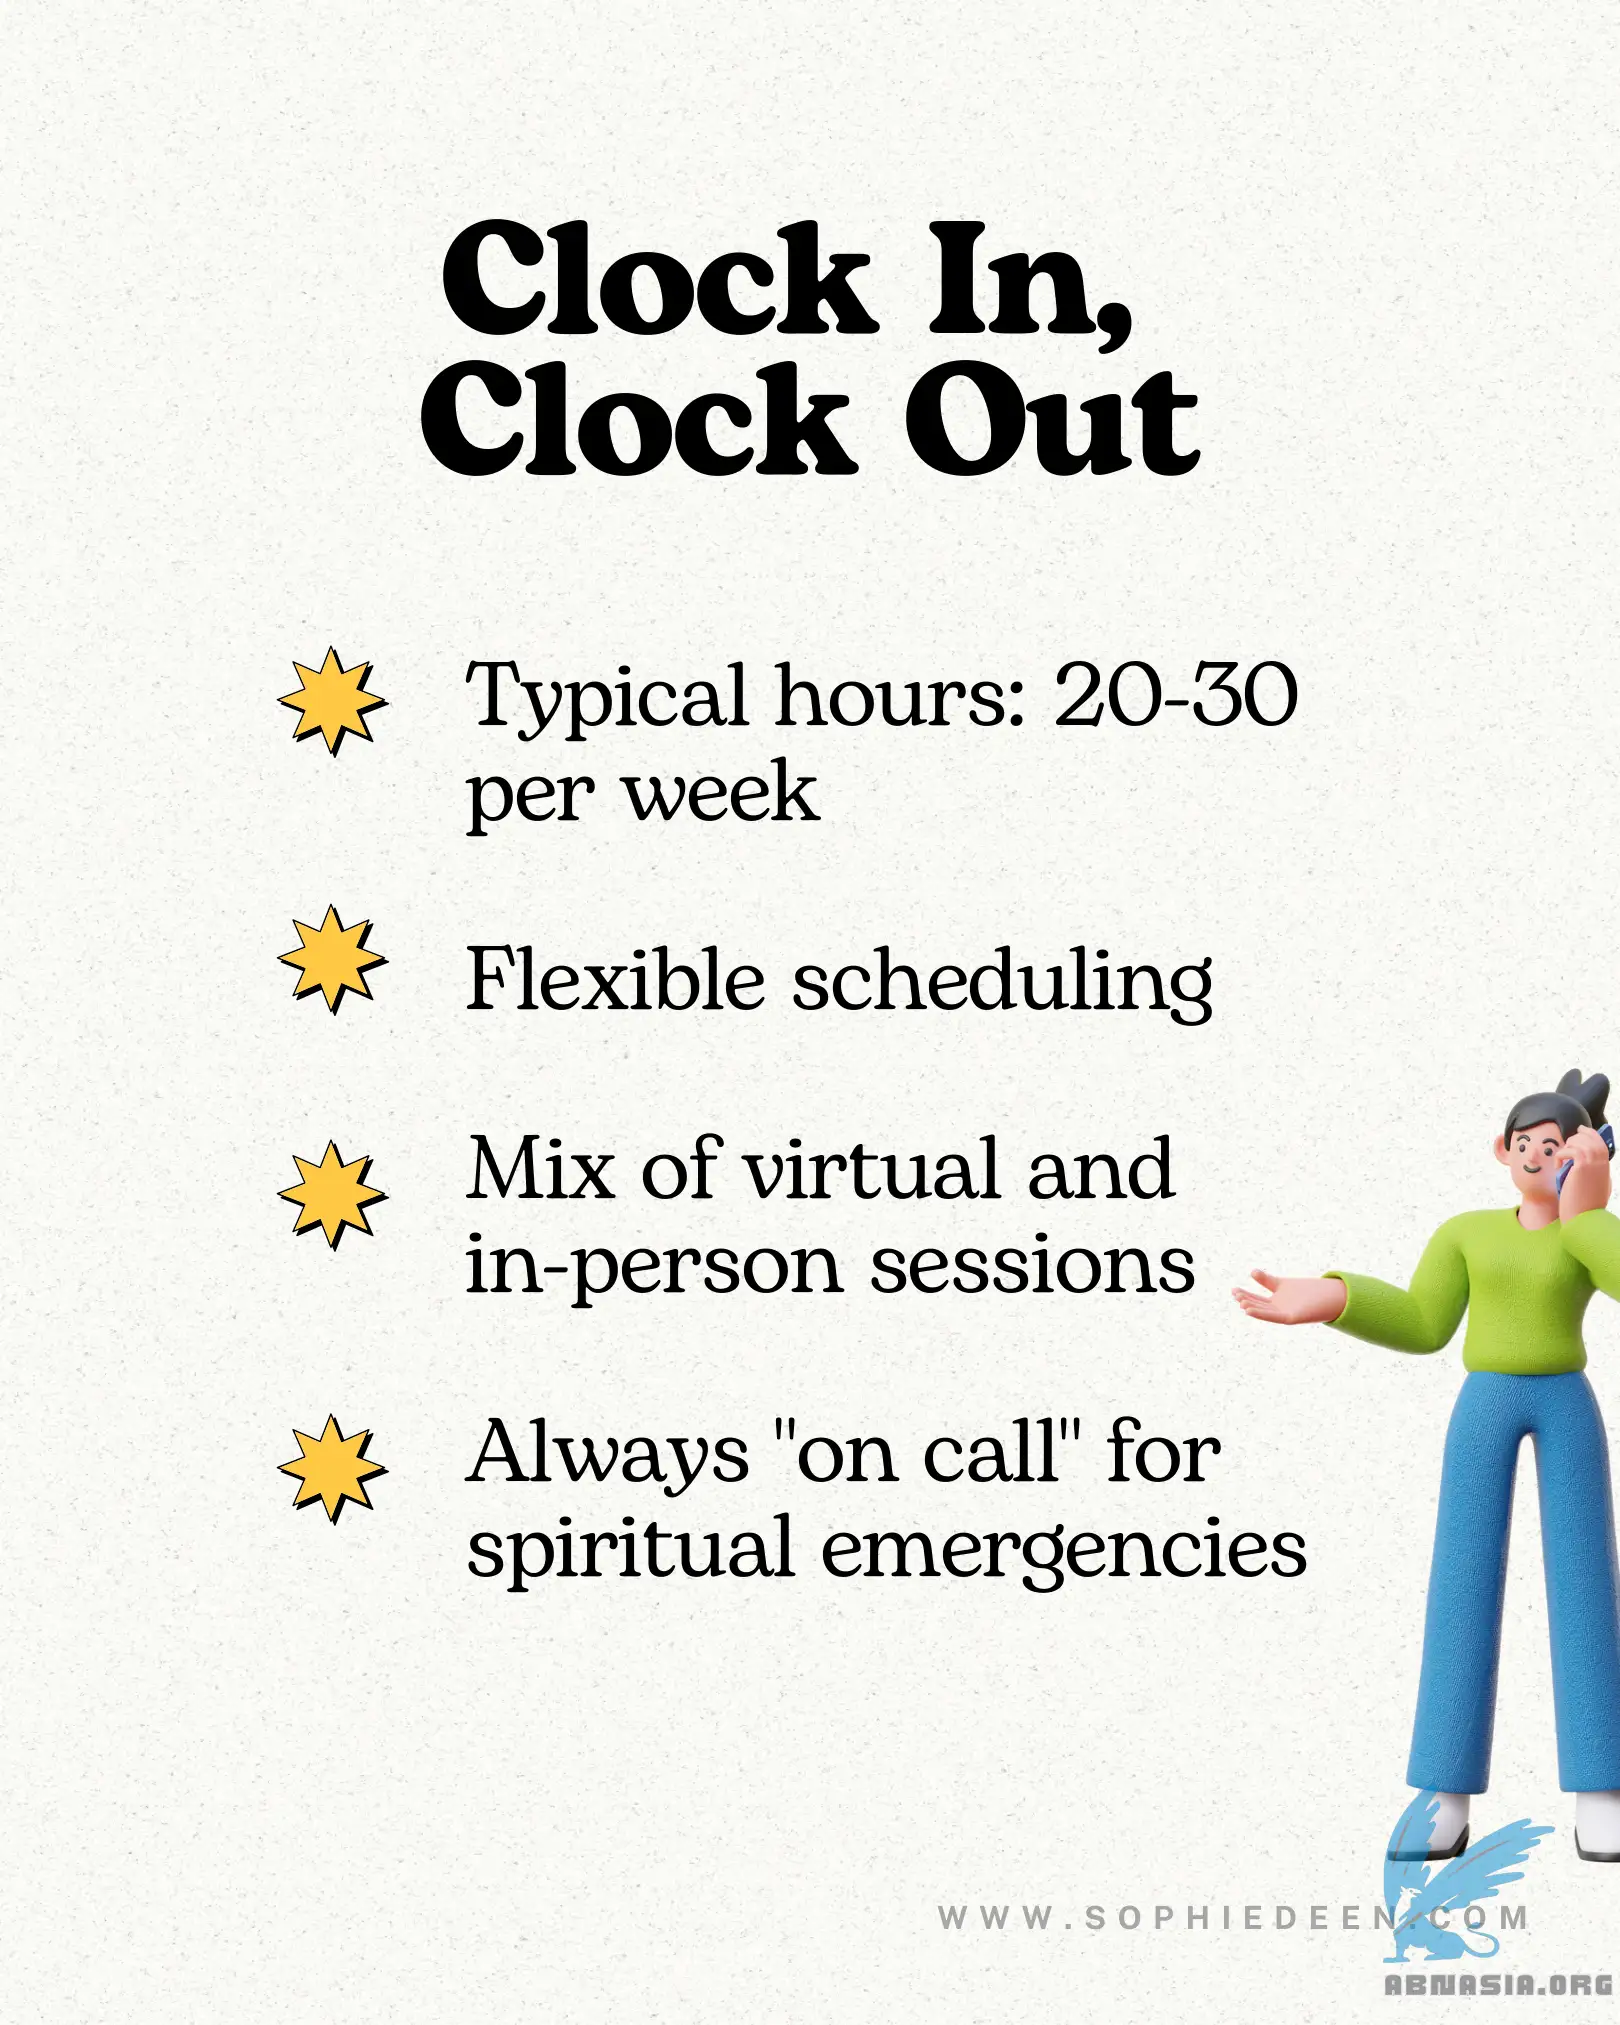 Clock In,
Clock Out
Typical hours: 20-30
per week
Flexible scheduling
Mix of virtual and
in-person sessions
Always "on call" for
spiritual emergencies
WWW.SOPHIEDEEN.COM
ABNASIA.ORG